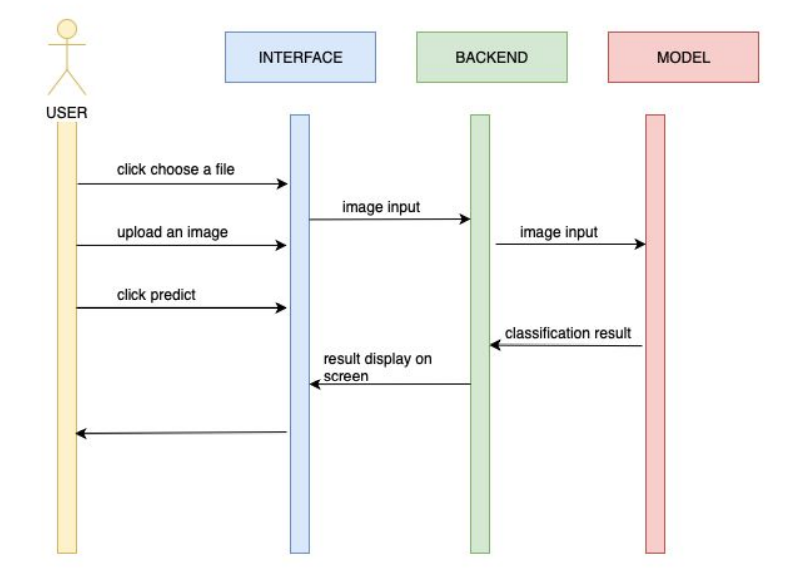 INTERFACE
BACKEND
MODEL
USER
click choose a file
image input
upload an image
image input
click predict
classification result
result display on
screen